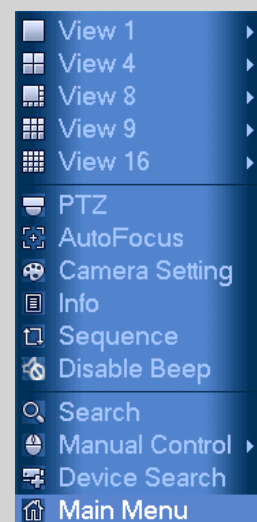 View 1
View 4
View 8
View 9
View 16
PTZ
AutoFocus
Camera Setting
Info
Sequence
Disable Beep
Search
Manual Control
Device Search
Main Menu